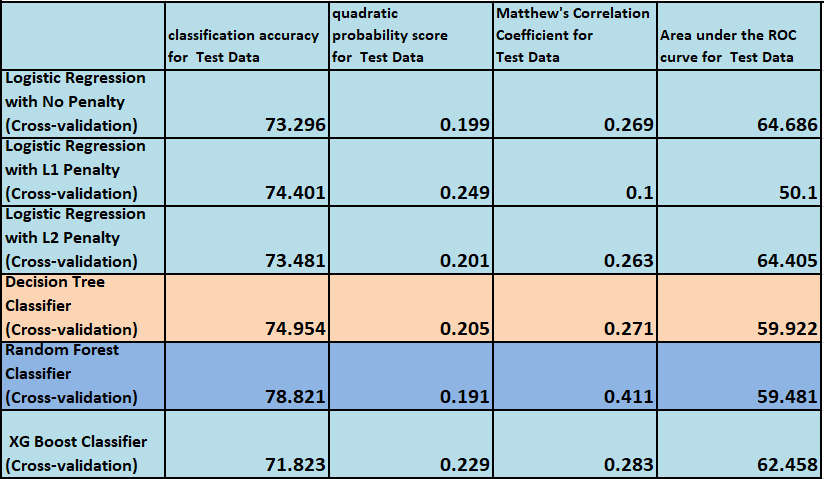 classification accuracy
for  Test Data
quadratic
probability score
for  Test Data
Matthew's Correlation
Coefficient for
Test Data
Area under the ROC
curve for  Test Data
Logistic Regression
with No Penalty
(Cross-validation)
73.296
0.199
0.269
64.686
Logistic Regression
with L1 Penalty
(Cross-validation)
74.401
0.249
0.1
50.1
Logistic Regression
with L2 Penalty
(Cross-validation)
73.481
0.201
0.263
64.405
Decision Tree
Classifier
(Cross-validation)
74.954
0.205
0.271
59.922
Random Forest
Classifier
(Cross-validation)
78.821
0.191
0.411
59.481
XG Boost Classifier
(Cross-validation)
71.823
0.229
0.283
62.458